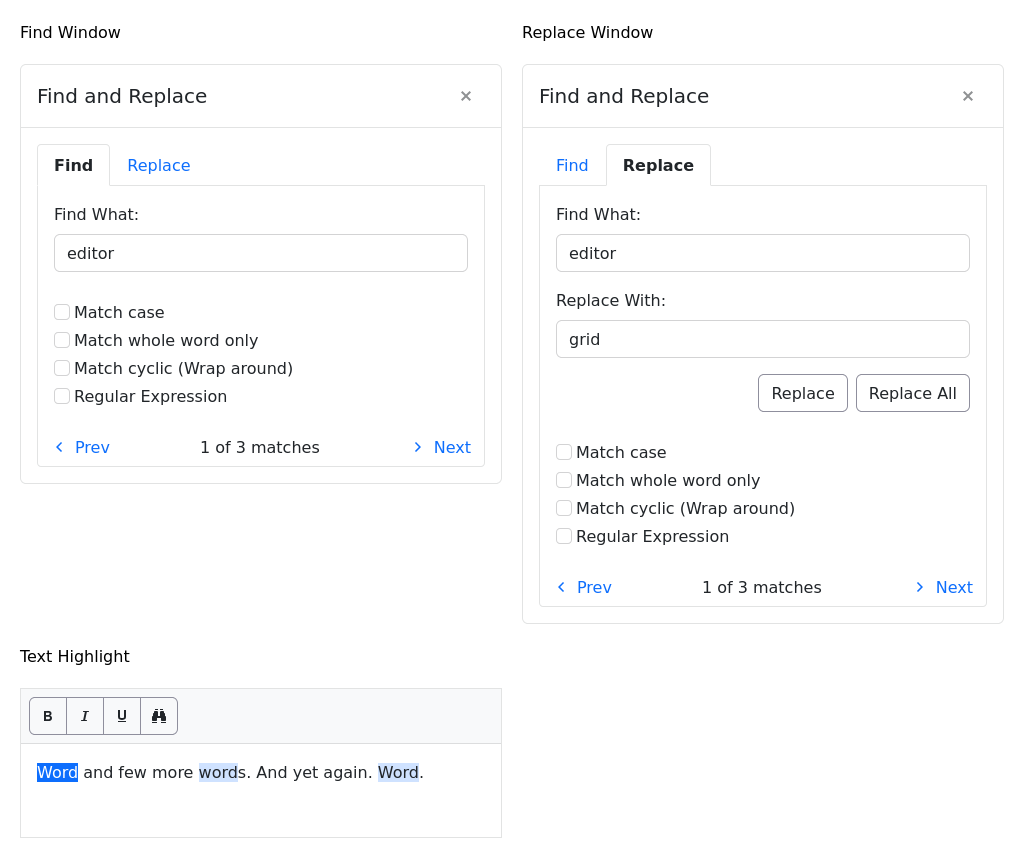 Find Window
Find and Replace
×
Find Replace
Find What:
editor
Match case
Match whole word only
Match cyclic (Wrap around)
Regular Expression
Prev 1 of 3 matches Next
Replace Window
Find and Replace
×
Find Replace
Find What:
editor
Replace With:
grid
Replace Replace All
Match case
Match whole word only
Match cyclic (Wrap around)
Regular Expression
Prev 1 of 3 matches Next
Text Highlight
B I U
Word and few more words. And yet again. Word.